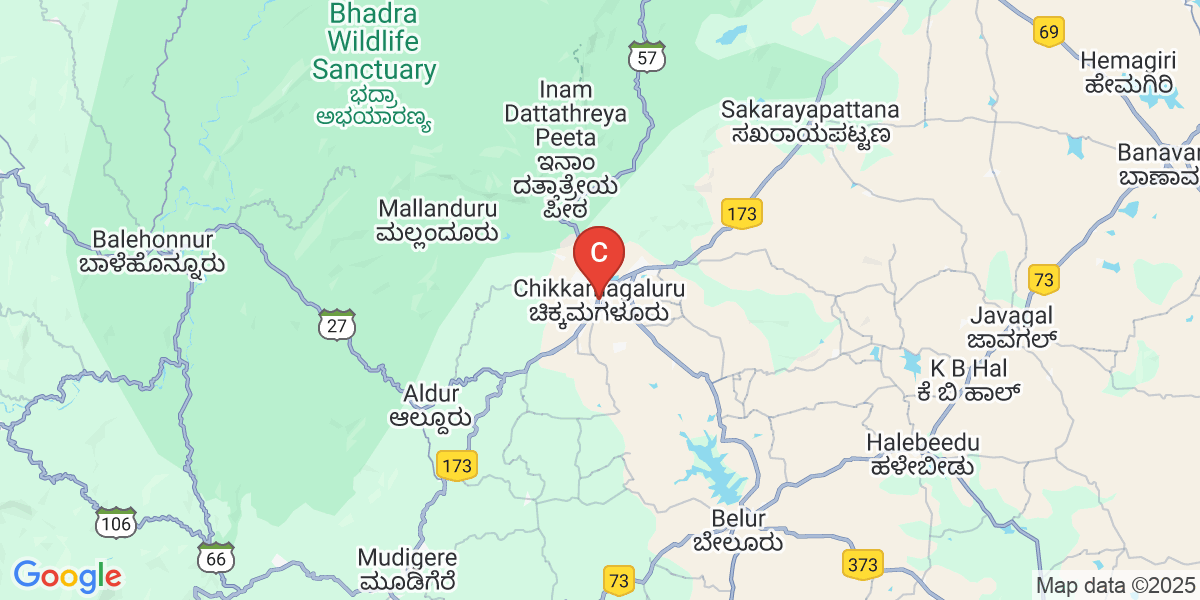 Bhadra
Wildlife
Sanctuary
ಭದ್ರಾ
ಅಭಯಾರಣ್ಯ
57
69
Hemagiri
ಹೇಮಗಿರಿ
Inam
Dattathreya
Peeta
ಇನಾಂ
ದತ್ತಾತ್ರೇಯ
ಪೀಠ
Sakarayapattana
ಸಖರಾಯಪಟ್ಟಣ
Banavar
ಬಾಣಾವ
Mallanduru
ಮಲ್ಲಂದೂರು
173
Balehonnur
ಬಾಳೆಹೊನ್ನೂರು
C
Chikkamagaluru
ಚಿಕ್ಕಮಗಳೂರು
73
27
Javagal
ಜಾವಗಲ್
K B Hal
ಕೆ ಬಿ ಹಾಲ್
Aldur
ಆಲ್ದೂರು
Halebeedu
ಹಳೇಬೀಡು
173
106
Belur
ಬೇಲೂರು
66
Mudigere
ಮೂಡಿಗೆರೆ
373
73
Google
Map data ©2025